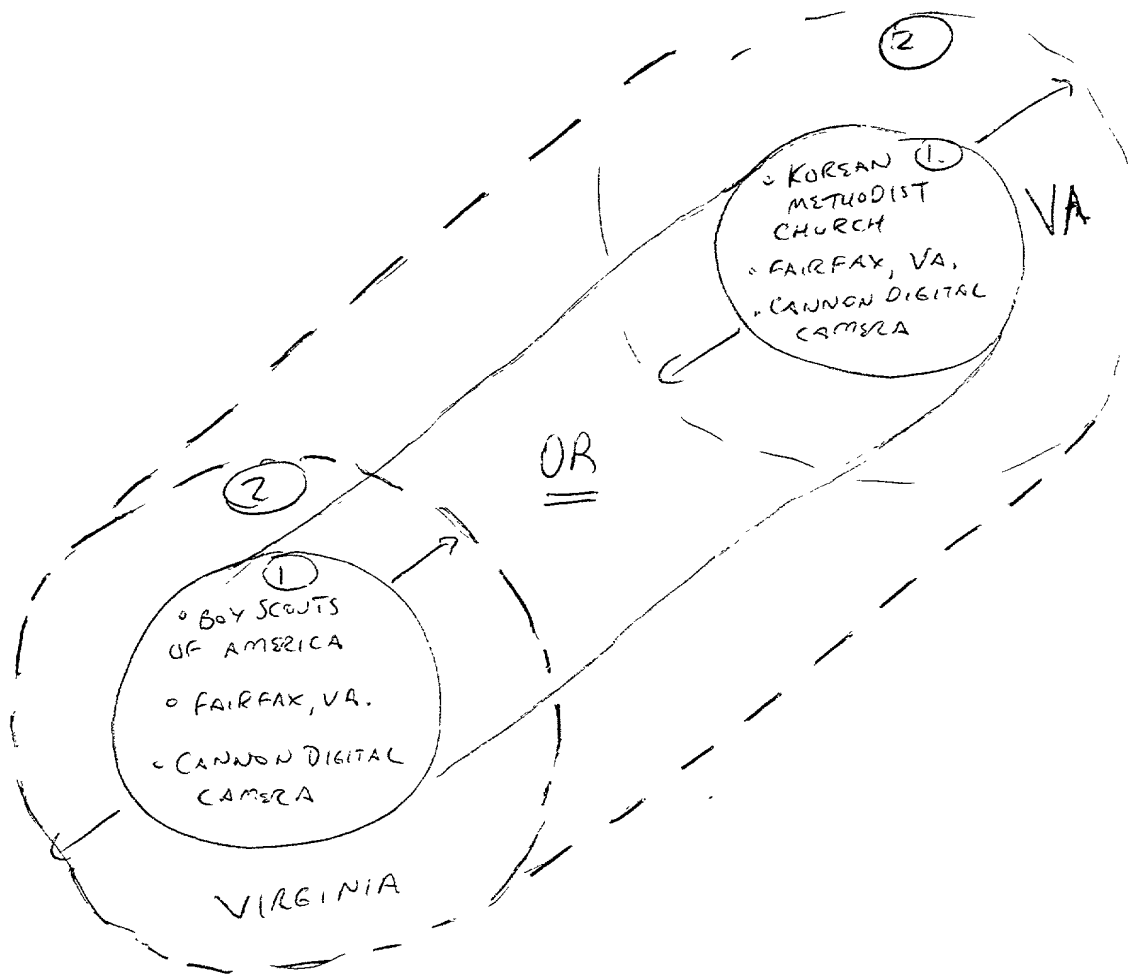 2
1.
• KOREAN
METHODIST
CHURCH
• FAIRFAX, VA.
• CANNON DIGITAL
CAMERA
VA
OR
2
1
• BOY SCOUTS
OF AMERICA
• FAIRFAX, VA.
• CANNON DIGITAL
CAMERA
VIRGINIA